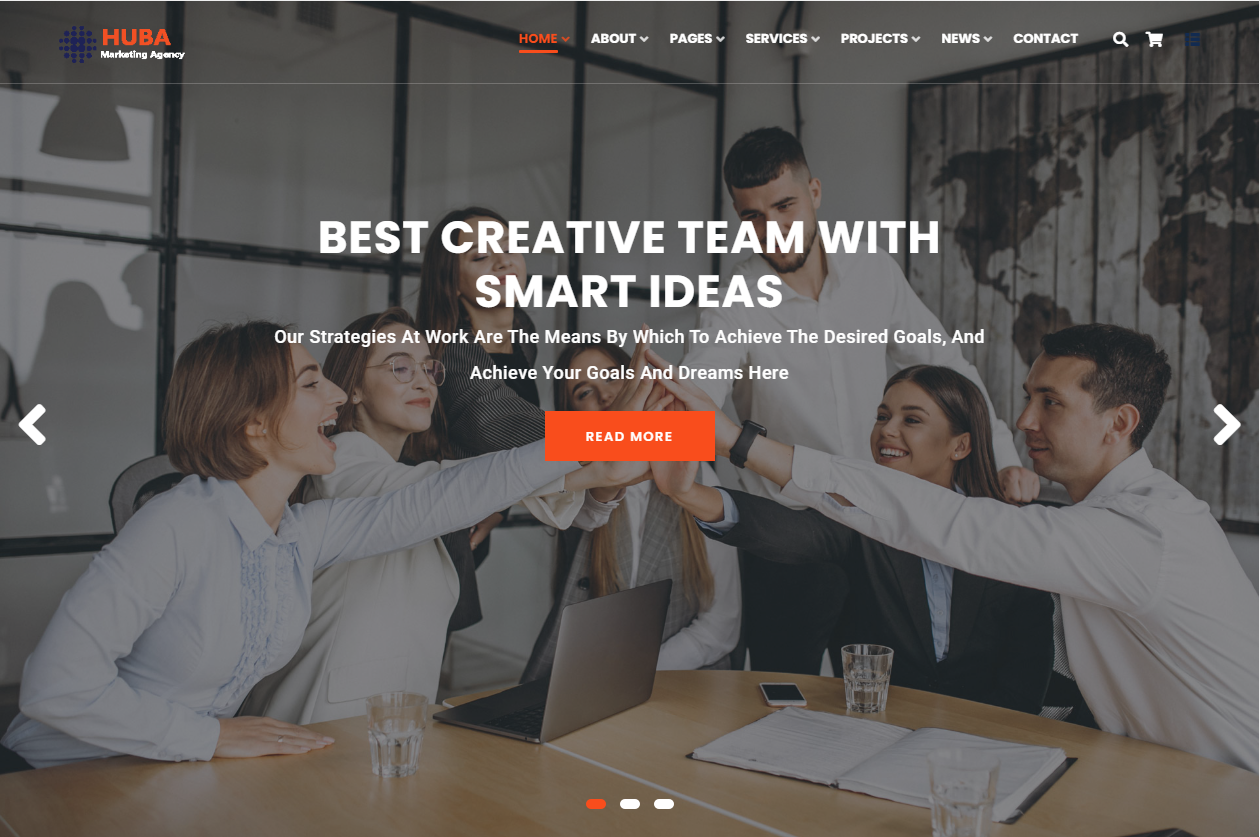 HUBA
Marketing Agency
HOME ABOUT PAGES SERVICES PROJECTS NEWS CONTACT
BEST CREATIVE TEAM WITH
SMART IDEAS
Our Strategies At Work Are The Means By Which To Achieve The Desired Goals, And
Achieve Your Goals And Dreams Here
READ MORE